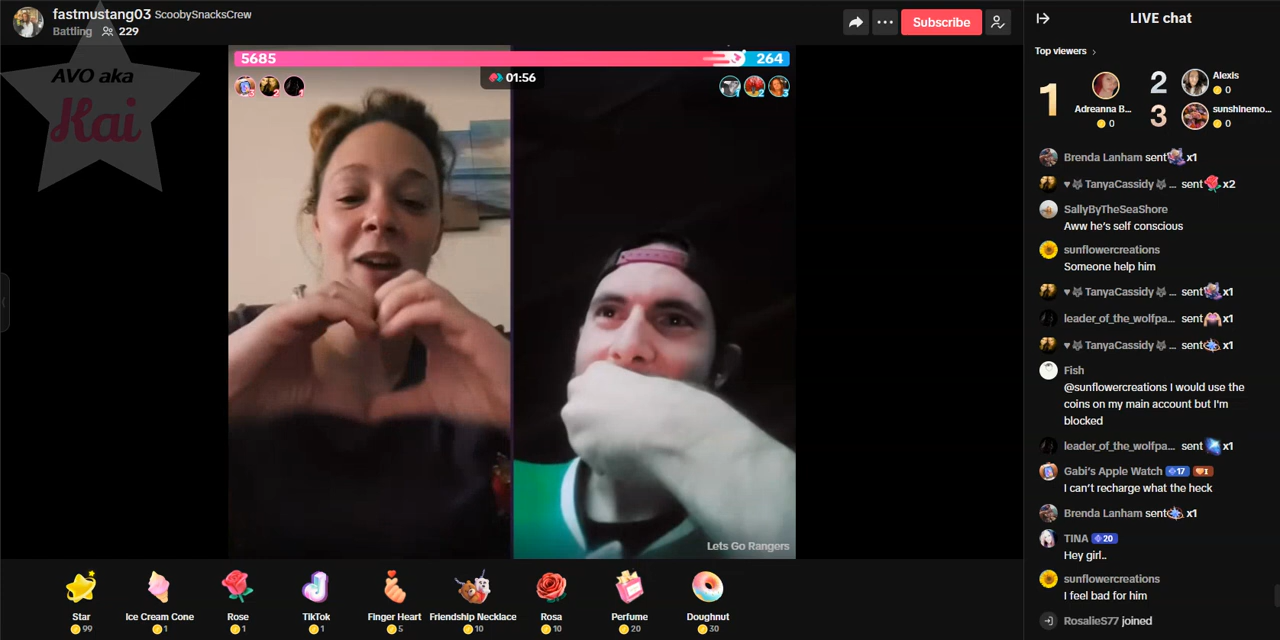 fastmustang03 ScoobySnacksCrew
Battling 229
Subscribe
AVO aka
Kai
5685
264
01:56
Lets Go Rangers
Star
99
Ice Cream Cone
1
Rose
1
TikTok
1
Finger Heart
5
Friendship Necklace
10
Rosa
10
Perfume
20
Doughnut
30
LIVE chat
Top viewers
1
Adreanna B...
0
2
Alexis
0
3
sunshinemo...
0
Brenda Lanham sent x1
TanyaCassidy ... sent x2
SallyByTheSeaShore
Aww he's self conscious
sunflowercreations
Someone help him
TanyaCassidy ... sent x1
leader_of_the_wolfpa... sent x1
TanyaCassidy ... sent x1
Fish
@sunflowercreations I would use the
coins on my main account but I'm
blocked
leader_of_the_wolfpa... sent x1
Gabi's Apple Watch 17 I
I can't recharge what the heck
Brenda Lanham sent x1
TINA 20
Hey girl..
sunflowercreations
I feel bad for him
RosalieS77 joined